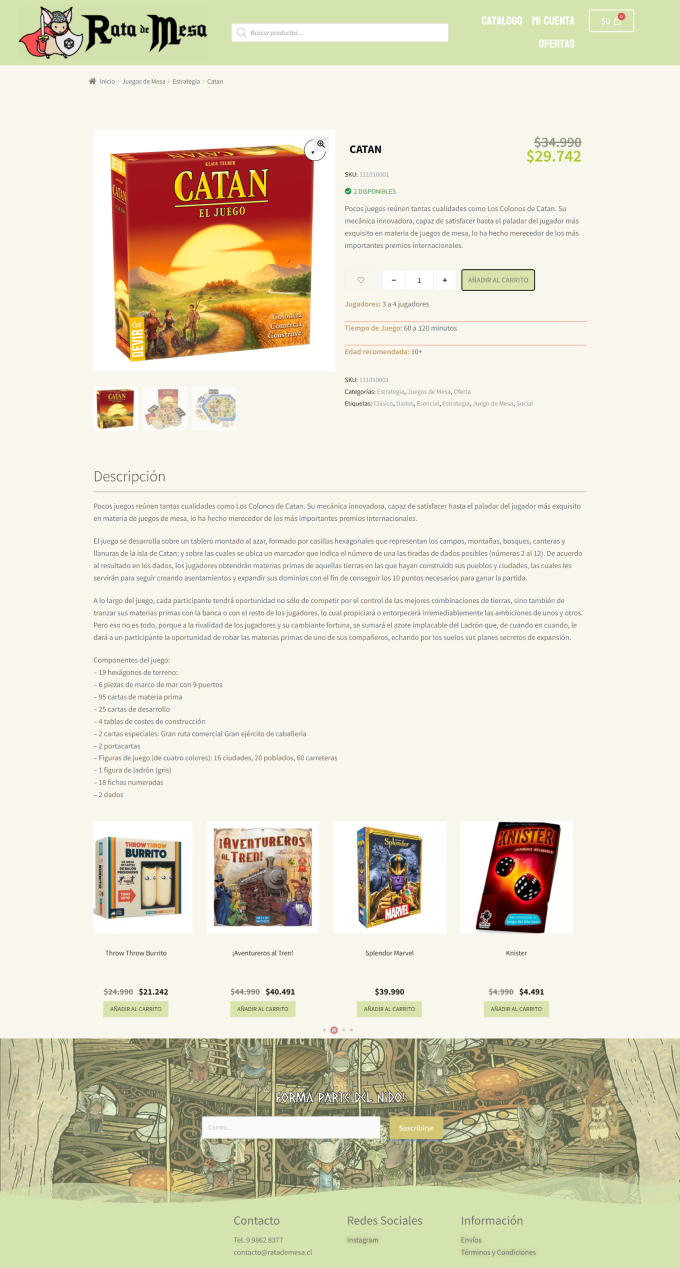 Rata de Mesa
Buscar productos ...
CATALOGO MI CUENTA
OFERTAS
$0 0
Inicio › Juegos de Mesa › Estrategia › Catan
KLAUS TEUBER
CATAN
EL JUEGO
Coloniza
Comercia
Construye
DEVIR
CATAN
$34.990
$29.742
SKU: 111010001
2 DISPONIBLES
Pocos juegos reúnen tantas cualidades como Los Colonos de Catan. Su
mecánica innovadora, capaz de satisfacer hasta el paladar del jugador más
exquisito en materia de juegos de mesa, lo ha hecho merecedor de los más
importantes premios internacionales.
− 1 + AÑADIR AL CARRITO
Jugadores: 3 a 4 jugadores
Tiempo de Juego: 60 a 120 minutos
Edad recomendada: 10+
SKU: 111010001
Categorías: Estrategia, Juegos de Mesa, Oferta
Etiquetas: Clásico, Dados, Esencial, Estrategia, Juego de Mesa, Social
Descripción
Pocos juegos reúnen tantas cualidades como Los Colonos de Catan. Su mecánica innovadora, capaz de satisfacer hasta el paladar del jugador más exquisito
en materia de juegos de mesa, lo ha hecho merecedor de los más importantes premios internacionales.
El juego se desarrolla sobre un tablero montado al azar, formado por casillas hexagonales que representan los campos, montañas, bosques, canteras y
llanuras de la isla de Catan; y sobre las cuales se ubica un marcador que indica el número de una las tiradas de dados posibles (números 2 al 12). De acuerdo
al resultado en los dados, los jugadores obtendrán materias primas de aquellas tierras en las que hayan construido sus pueblos y ciudades, las cuales les
servirán para seguir creando asentamientos y expandir sus dominios con el fin de conseguir los 10 puntos necesarios para ganar la partida.
A lo largo del juego, cada participante tendrá oportunidad no sólo de competir por el control de las mejores combinaciones de tierras, sino también de
tranzar sus materias primas con la banca o con el resto de los jugadores, lo cual propiciará o entorpecerá irremediablemente las ambiciones de unos y otros.
Pero eso no es todo, porque a la rivalidad de los jugadores y su cambiante fortuna, se sumará el azote implacable del Ladrón que, de cuando en cuando, le
dará a un participante la oportunidad de robar las materias primas de uno de sus compañeros, echando por los suelos sus planes secretos de expansión.
Componentes del juego:
– 19 hexágonos de terreno:
– 6 piezas de marco de mar con 9 puertos
– 95 cartas de materia prima
– 25 cartas de desarrollo
– 4 tablas de costes de construcción
– 2 cartas especiales: Gran ruta comercial Gran ejército de caballería
– 2 portacartas
– Figuras de juego (de cuatro colores): 16 ciudades, 20 poblados, 60 carreteras
– 1 figura de ladrón (gris)
– 18 fichas numeradas
– 2 dados
THROW THROW
BURRITO
¡AVENTUREROS
AL TREN!
Splendor
MARVEL
KNISTER
Throw Throw Burrito
¡Aventureros al Tren!
Splendor Marvel
Knister
$24.990 $21.242
$44.990 $40.491
$39.990
$4.990 $4.491
AÑADIR AL CARRITO
AÑADIR AL CARRITO
AÑADIR AL CARRITO
AÑADIR AL CARRITO
FORMA PARTE DEL NIDO!
Correo...
Suscribirse
Contacto
Tel. 9 9862 8377
contacto@ratademesa.cl
Redes Sociales
Instagram
Información
Envíos
Términos y Condiciones